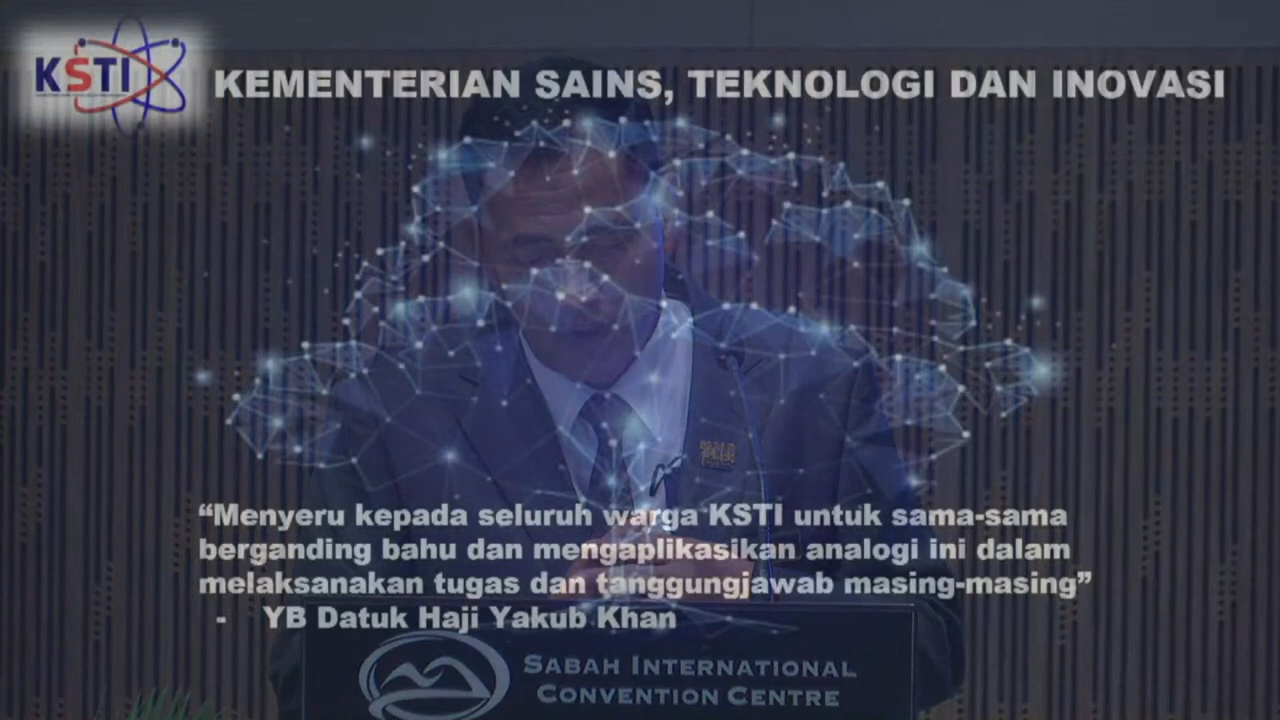 KSTI
KEMENTERIAN SAINS, TEKNOLOGI DAN INOVASI
“Menyeru kepada seluruh warga KSTI untuk sama-sama
berganding bahu dan mengaplikasikan analogi ini dalam
melaksanakan tugas dan tanggungjawab masing-masing”
- YB Datuk Haji Yakub Khan
SABAH INTERNATIONAL
CONVENTION CENTRE